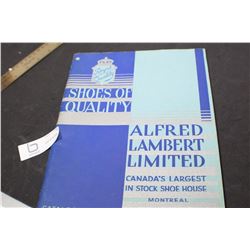 SHOES OF
QUALITY
ALFRED
LAMBERT
LIMITED
CANADA'S LARGEST
IN STOCK SHOE HOUSE
MONTREAL